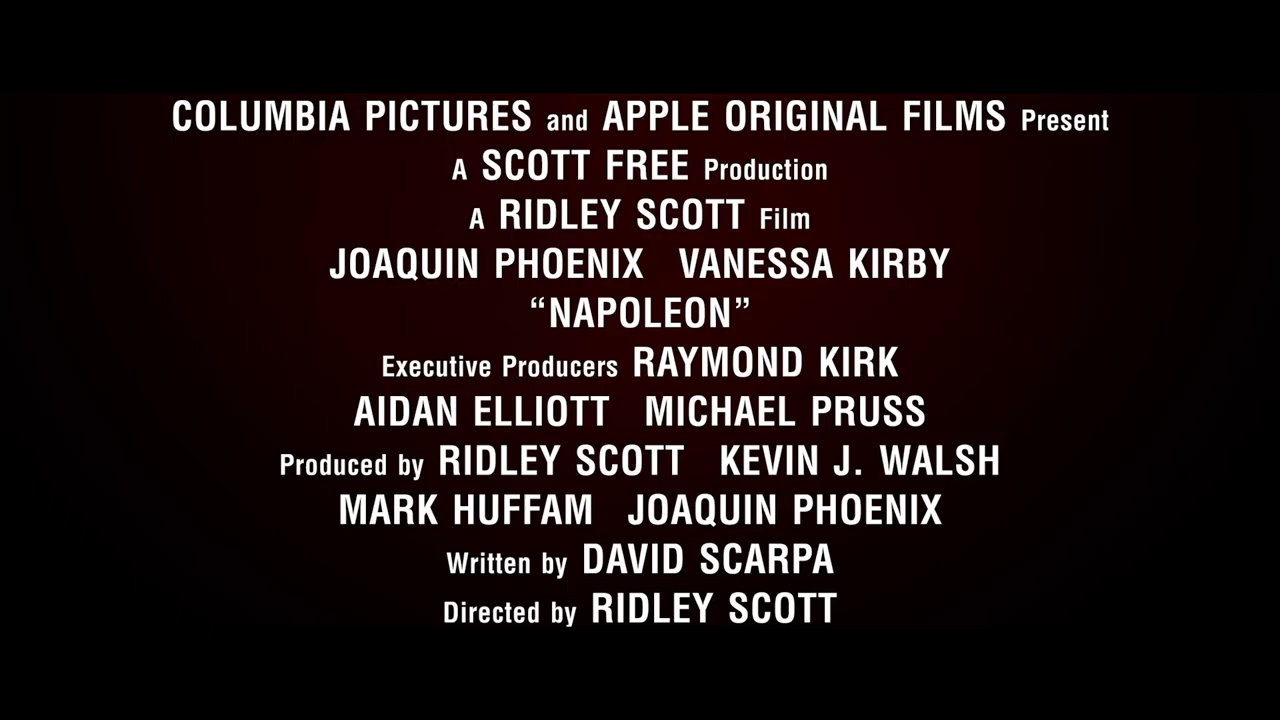 COLUMBIA PICTURES and APPLE ORIGINAL FILMS Present
A SCOTT FREE Production
A RIDLEY SCOTT Film
JOAQUIN PHOENIX VANESSA KIRBY
“NAPOLEON”
Executive Producers RAYMOND KIRK
AIDAN ELLIOTT MICHAEL PRUSS
Produced by RIDLEY SCOTT KEVIN J. WALSH
MARK HUFFAM JOAQUIN PHOENIX
Written by DAVID SCARPA
Directed by RIDLEY SCOTT